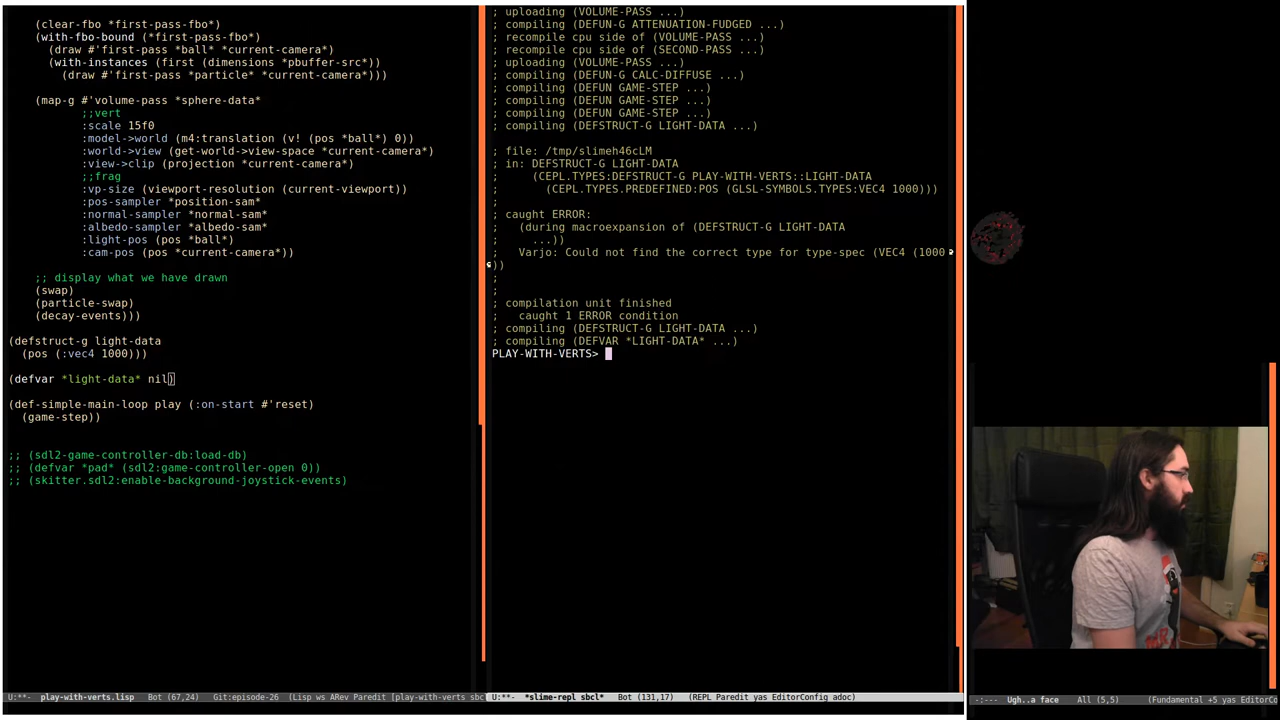 (clear-fbo *first-pass-fbo*)
(with-fbo-bound (*first-pass-fbo*)
(draw #'first-pass *ball* *current-camera*)
(with-instances (first (dimensions *pbuffer-src*))
(draw #'first-pass *particle* *current-camera*)))
(map-g #'volume-pass *sphere-data*
;;vert
:scale 15f0
:model->world (m4:translation (v! (pos *ball*) 0))
:world->view (get-world->view-space *current-camera*)
:view->clip (projection *current-camera*)
;;frag
:vp-size (viewport-resolution (current-viewport))
:pos-sampler *position-sam*
:normal-sampler *normal-sam*
:albedo-sampler *albedo-sam*
:light-pos (pos *ball*)
:cam-pos (pos *current-camera*))
;; display what we have drawn
(swap)
(particle-swap)
(decay-events)))
(defstruct-g light-data
(pos (:vec4 1000)))
(defvar *light-data* nil)
(def-simple-main-loop play (:on-start #'reset)
(game-step))
;; (sdl2-game-controller-db:load-db)
;; (defvar *pad* (sdl2:game-controller-open 0))
;; (skitter.sdl2:enable-background-joystick-events)
U:**- play-with-verts.lisp Bot (67,24) Git:episode-26 (Lisp ws ARev Paredit [play-with-verts sbc
; uploading (VOLUME-PASS ...)
; compiling (DEFUN-G ATTENUATION-FUDGED ...)
; recompile cpu side of (VOLUME-PASS ...)
; recompile cpu side of (SECOND-PASS ...)
; uploading (VOLUME-PASS ...)
; compiling (DEFUN-G CALC-DIFFUSE ...)
; compiling (DEFUN GAME-STEP ...)
; compiling (DEFUN GAME-STEP ...)
; compiling (DEFUN GAME-STEP ...)
; compiling (DEFSTRUCT-G LIGHT-DATA ...)
; file: /tmp/slimeh46cLM
; in: DEFSTRUCT-G LIGHT-DATA
; (CEPL.TYPES:DEFSTRUCT-G PLAY-WITH-VERTS::LIGHT-DATA
; (CEPL.TYPES.PREDEFINED:POS (GLSL-SYMBOLS.TYPES:VEC4 1000)))
;
; caught ERROR:
; (during macroexpansion of (DEFSTRUCT-G LIGHT-DATA
; ...))
; Varjo: Could not find the correct type for type-spec (VEC4 (1000
))
;
;
; compilation unit finished
; caught 1 ERROR condition
; compiling (DEFSTRUCT-G LIGHT-DATA ...)
; compiling (DEFVAR *LIGHT-DATA* ...)
PLAY-WITH-VERTS>
U:**- *slime-repl sbcl* Bot (131,17) (REPL Paredit yas EditorConfig adoc)
-:--- Ugh..a face All (5,5) (Fundamental +5 yas EditorCo